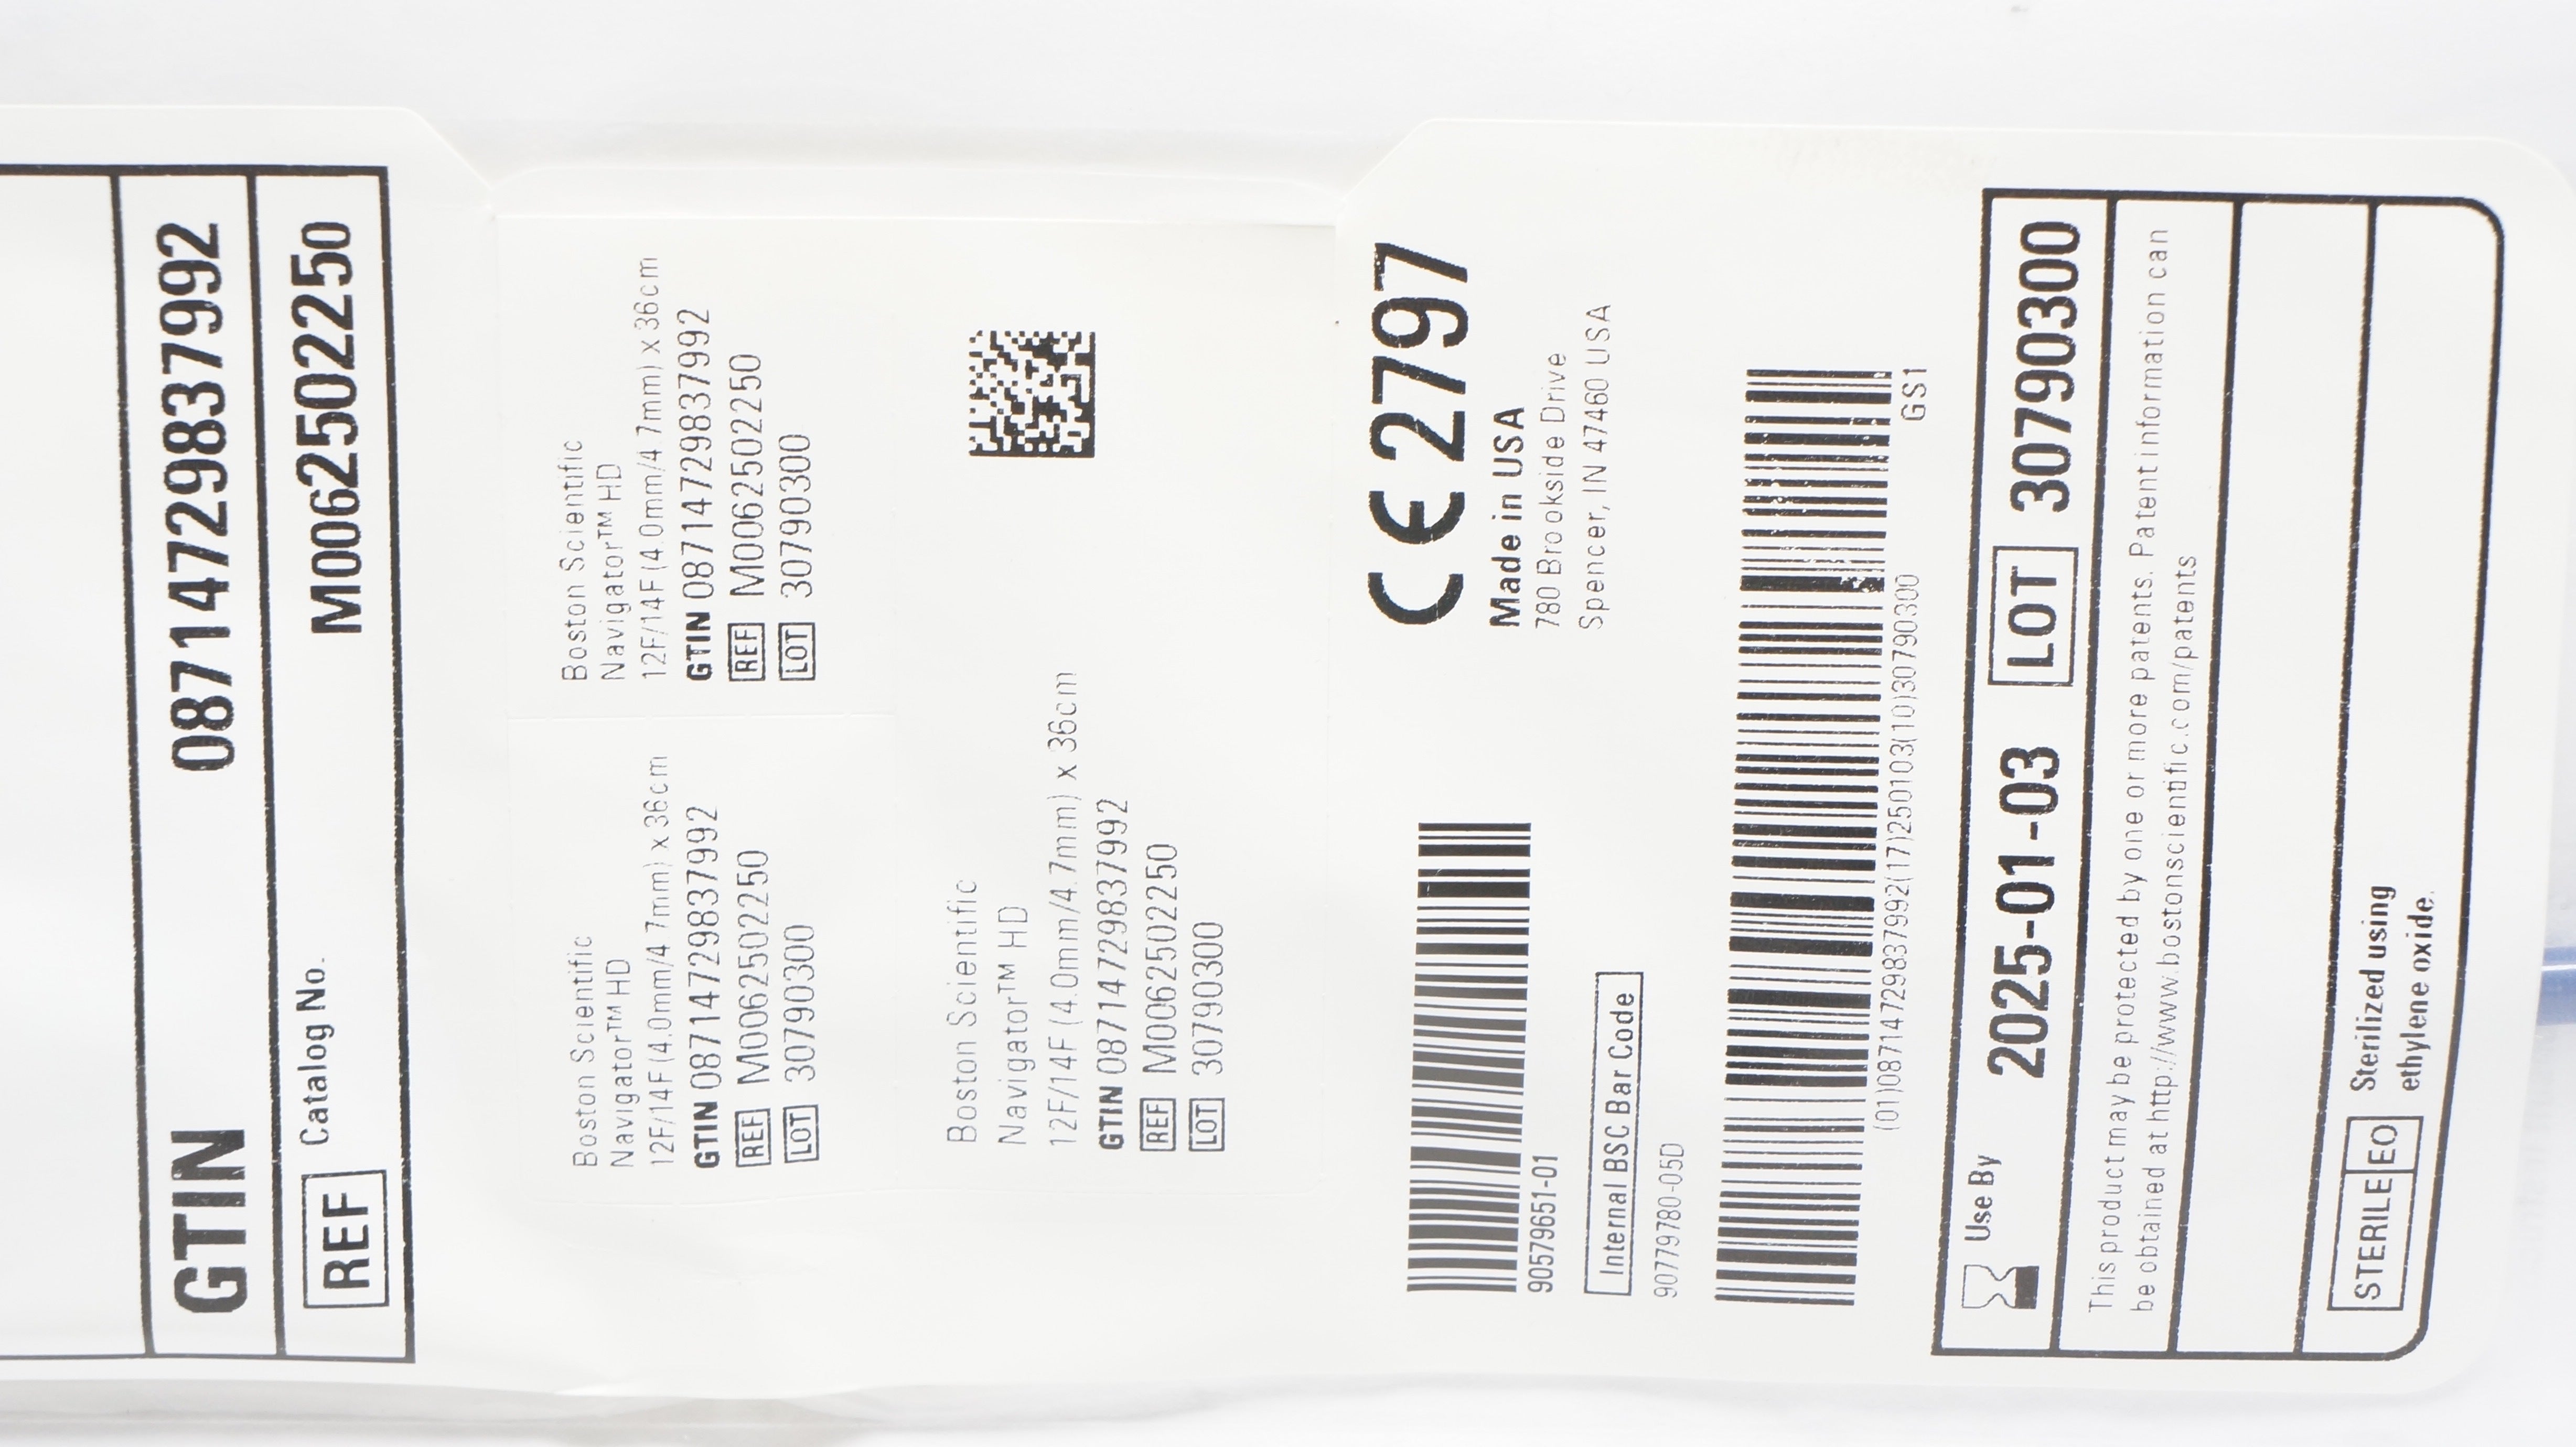 GTIN 08714729837992
REF Catalog No. M0062502250
Boston Scientific
Navigator™ HD
12F/14F (4.0mm/4.7mm) x 36cm
GTIN 08714729837992
REF M0062502250
LOT 30790300
Boston Scientific
Navigator™ HD
12F/14F (4.0mm/4.7mm) x 36cm
GTIN 08714729837992
REF M0062502250
LOT 30790300
Boston Scientific
Navigator™ HD
12F/14F (4.0mm/4.7mm) x 36cm
GTIN 08714729837992
REF M0062502250
LOT 30790300
CE 2797
Made in USA
780 Brookside Drive
Spencer, IN 47460 USA
90579651-01
Internal BSC Bar Code
90779780-05D
(01)08714729837992(17)250103(10)30790300
GS1
Use By 2025-01-03 LOT 30790300
This product may be protected by one or more patents. Patent information can
be obtained at http://www.bostonscientific.com/patents
STERILE EO Sterilized using
ethylene oxide.